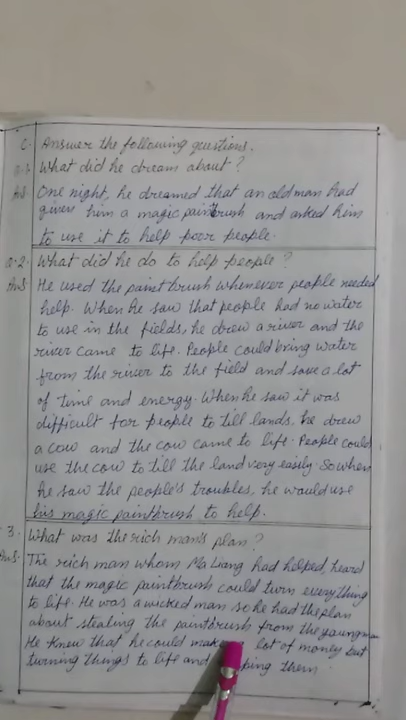 C. Answer the following questions.
Q.1. What did he dream about?
Ans. One night, he dreamed that an old man had
given him a magic paintbrush and asked him
to use it to help poor people.
Q.2. What did he do to help people?
Ans. He used the paint brush whenever people needed
help. When he saw that people had no water
to use in the fields, he drew a river and the
river came to life. People could bring water
from the river to the field and save a lot
of time and energy. When he saw it was
difficult for people to till lands, he drew
a cow and the cow came to life. People could
use the cow to till the land very easily. So when
he saw the people's troubles, he would use
his magic paintbrush to help.
3. What was the rich man's plan?
Ans. The rich man whom Ma Liang had helped, heard
that the magic paintbrush could turn everything
to life. He was a wicked man so he had the plan
about stealing the paintbrush from the young man
He knew that he could make lot of money but
turning things to life and ping them